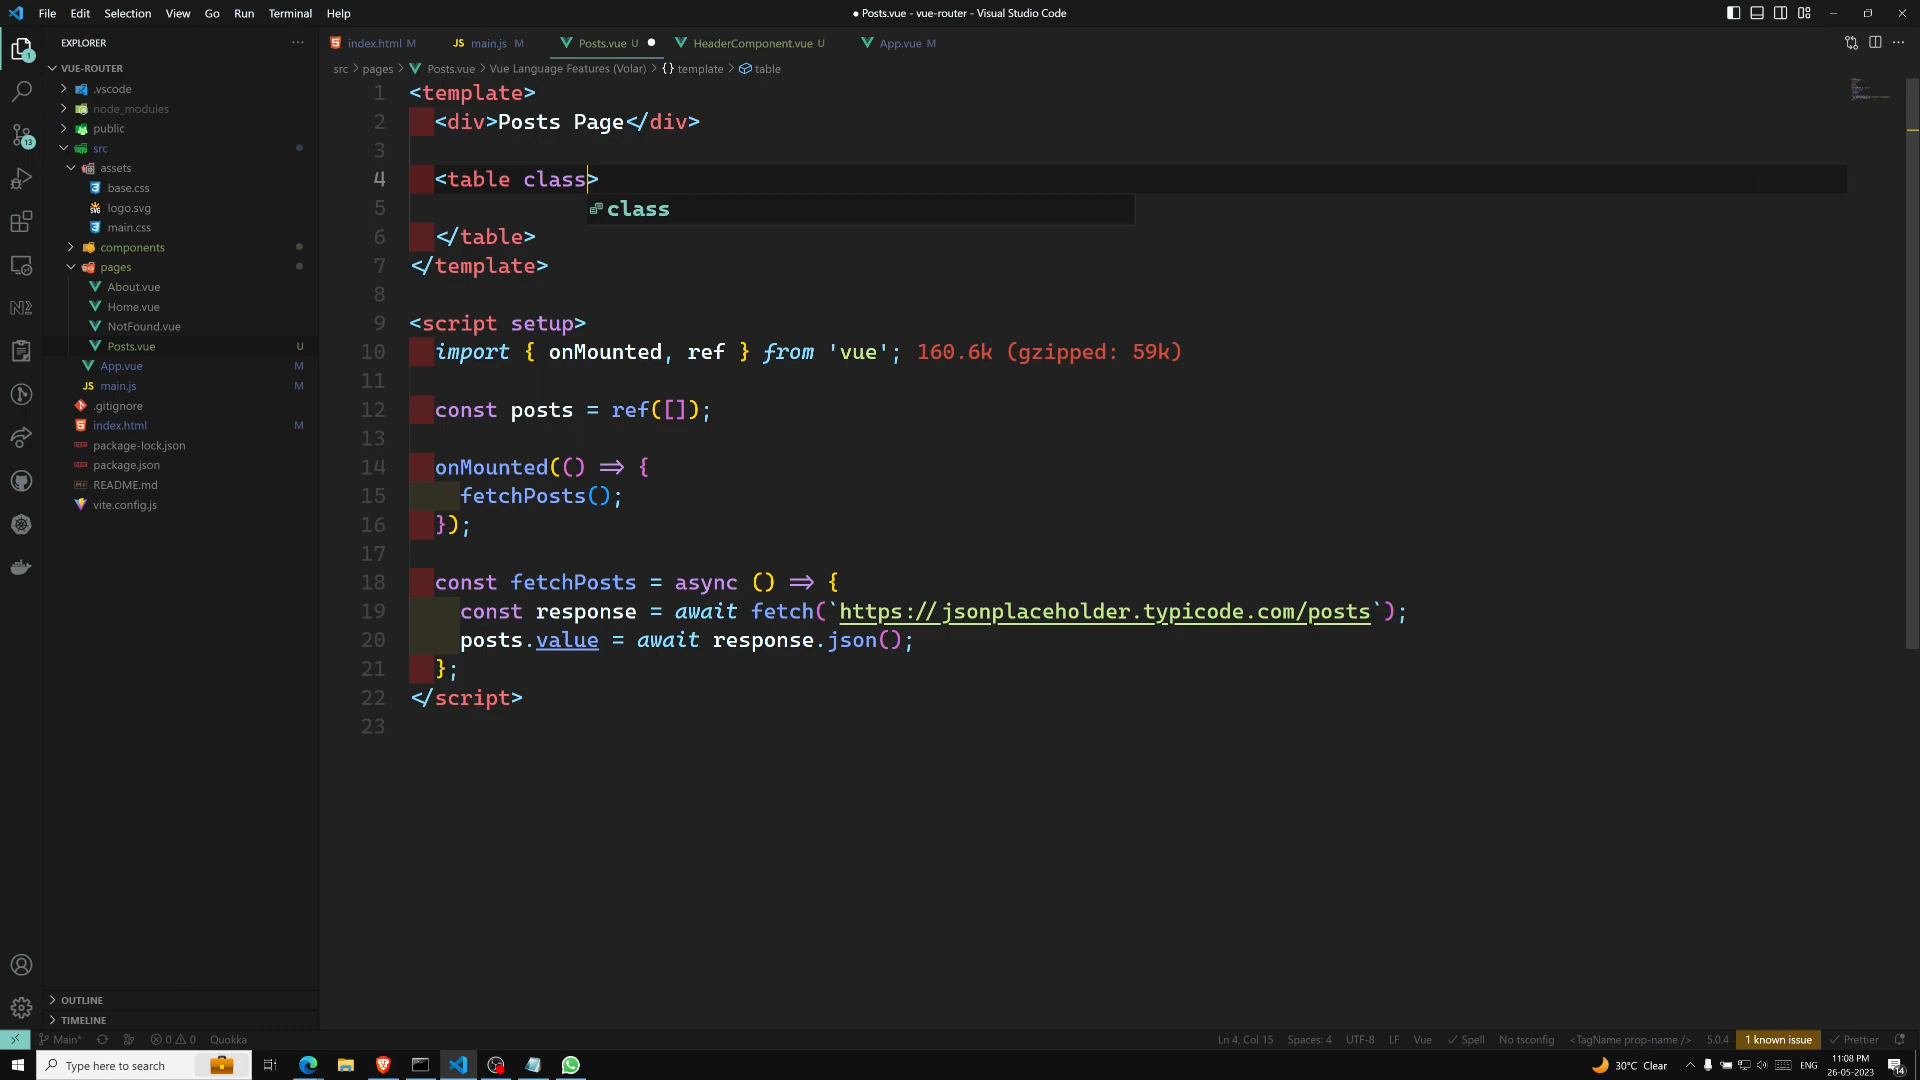 File Edit Selection View Go Run Terminal Help
● Posts.vue - vue-router - Visual Studio Code
EXPLORER
index.html M
JS main.js M
Posts.vue U
HeaderComponent.vue U
App.vue M
src > pages > Posts.vue > Vue Language Features (Volar) > {} template > table
VUE-ROUTER
.vscode
node_modules
public
src
assets
base.css
logo.svg
main.css
components
pages
About.vue
Home.vue
NotFound.vue
Posts.vue U
App.vue M
JS main.js M
.gitignore
index.html M
package-lock.json
package.json
README.md
vite.config.js
OUTLINE
TIMELINE
1 <template>
2 <div>Posts Page</div>
3
4 <table class>
5
class
6 </table>
7 </template>
8
9 <script setup>
10 import { onMounted, ref } from 'vue'; 160.6k (gzipped: 59k)
11
12 const posts = ref([]);
13
14 onMounted(() => {
15 fetchPosts();
16 });
17
18 const fetchPosts = async () => {
19 const response = await fetch(`https://jsonplaceholder.typicode.com/posts`);
20 posts.value = await response.json();
21 };
22 </script>
23
1
13
Main* 0 0 Quokka
Ln 4, Col 15 Spaces: 4 UTF-8 LF Vue Spell No tsconfig <TagName prop-name /> 5.0.4 1 known issue Prettier
Type here to search
30°C Clear
ENG
11:08 PM
26-05-2023
14